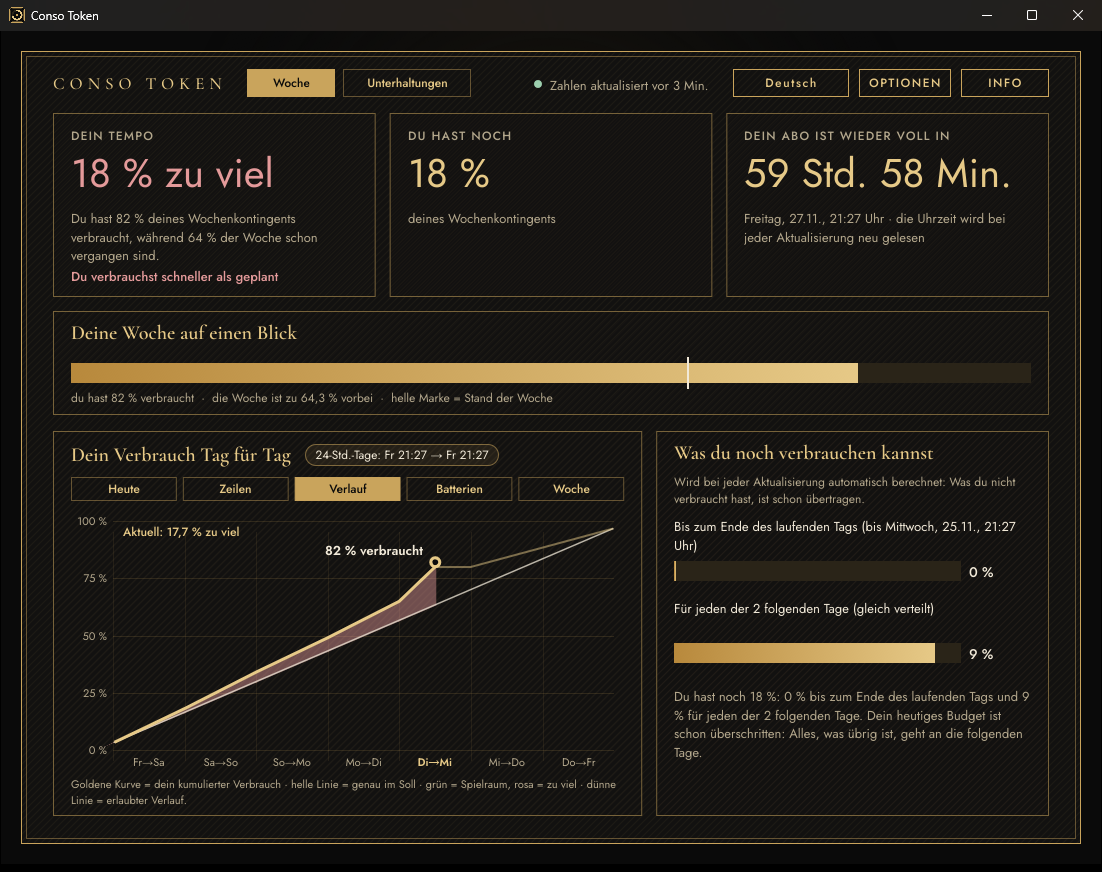 Conso Token
CONSO TOKEN
Woche
Unterhaltungen
Zahlen aktualisiert vor 3 Min.
Deutsch
OPTIONEN
INFO
DEIN TEMPO
18 % zu viel
Du hast 82 % deines Wochenkontingents
verbraucht, während 64 % der Woche schon
vergangen sind.
Du verbrauchst schneller als geplant
DU HAST NOCH
18 %
deines Wochenkontingents
DEIN ABO IST WIEDER VOLL IN
59 Std. 58 Min.
Freitag, 27.11., 21:27 Uhr · die Uhrzeit wird bei
jeder Aktualisierung neu gelesen
Deine Woche auf einen Blick
du hast 82 % verbraucht · die Woche ist zu 64,3 % vorbei · helle Marke = Stand der Woche
Dein Verbrauch Tag für Tag
24-Std.-Tage: Fr 21:27 → Fr 21:27
Heute
Zeilen
Verlauf
Batterien
Woche
100 %
Aktuell: 17,7 % zu viel
82 % verbraucht
75 %
50 %
25 %
0 %
Fr→Sa
Sa→So
So→Mo
Mo→Di
Di→Mi
Mi→Do
Do→Fr
Goldene Kurve = dein kumulierter Verbrauch · helle Linie = genau im Soll · grün = Spielraum, rosa = zu viel · dünne
Linie = erlaubter Verlauf.
Was du noch verbrauchen kannst
Wird bei jeder Aktualisierung automatisch berechnet: Was du nicht
verbraucht hast, ist schon übertragen.
Bis zum Ende des laufenden Tags (bis Mittwoch, 25.11., 21:27
Uhr)
0 %
Für jeden der 2 folgenden Tage (gleich verteilt)
9 %
Du hast noch 18 %: 0 % bis zum Ende des laufenden Tags und 9
% für jeden der 2 folgenden Tage. Dein heutiges Budget ist
schon überschritten: Alles, was übrig ist, geht an die folgenden
Tage.